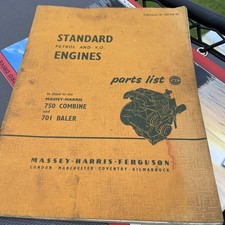 STANDARD
PETROL AND V.O.
ENGINES
parts list
as fitted to the
MASSEY-HARRIS
750 COMBINE
and
701 BALER
MASSEY-HARRIS-FERGUSON
LONDON MANCHESTER COVENTRY KILMARNOCK